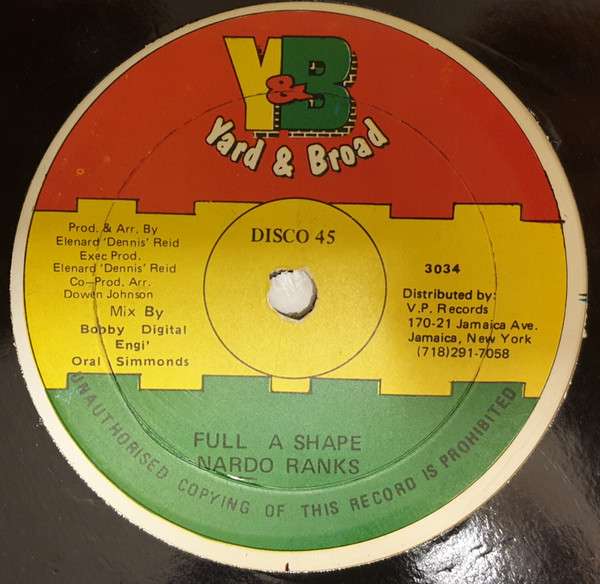 Y&B
Yard & Broad
DISCO 45
Prod. & Arr. By
Elenard 'Dennis' Reid
Exec Prod.
Elenard 'Dennis' Reid
Co-Prod. Arr.
Dowen Johnson
Mix By
Bobby Digital
Engi'
Oral Simmonds
3034
Distributed by:
V.P. Records
170-21 Jamaica Ave.
Jamaica, New York
(718)291-7058
FULL A SHAPE
NARDO RANKS
UNAUTHORISED COPYING OF THIS RECORD IS PROHIBITED